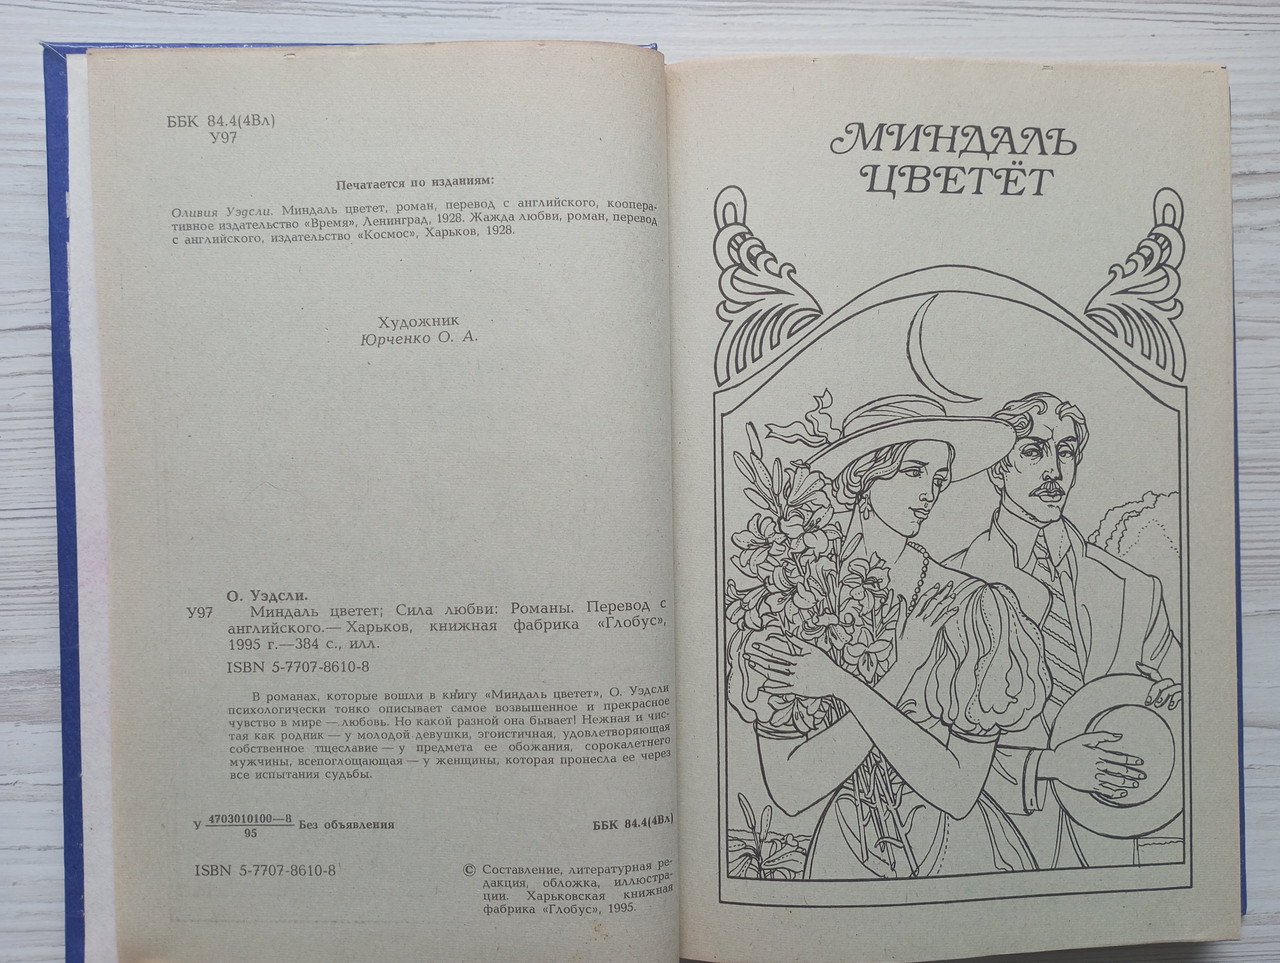 ББК 84.4(4Вл)
У97
Печатается по изданиям:
Оливия Уэдсли. Миндаль цветет, роман, перевод с английского, коопера-
тивное издательство «Время», Ленинград, 1928. Жажда любви, роман, перевод
с английского, издательство «Космос», Харьков, 1928.
Художник
Юрченко О. А.
О. Уэдсли.
У97 Миндаль цветет; Сила любви: Романы. Перевод с
английского.— Харьков, книжная фабрика «Глобус»,
1995 г.—384 с., илл.
ISBN 5-7707-8610-8
В романах, которые вошли в книгу «Миндаль цветет», О. Уэдсли
психологически тонко описывает самое возвышенное и прекрасное
чувство в мире — любовь. Но какой разной она бывает! Нежная и чис-
тая как родник — у молодой девушки, эгоистичная, удовлетворяющая
собственное тщеславие — у предмета ее обожания, сорокалетнего
мужчины, всепоглощающая — у женщины, которая пронесла ее через
все испытания судьбы.
У 4703010100—8 Без объявления ББК 84.4(4Вл)
95
ISBN 5-7707-8610-8
© Составление, литературная ре-
дакция, обложка, иллюстра-
ции. Харьковская книжная
фабрика «Глобус», 1995.
МИНДАЛЬ
ЦВЕТЁТ